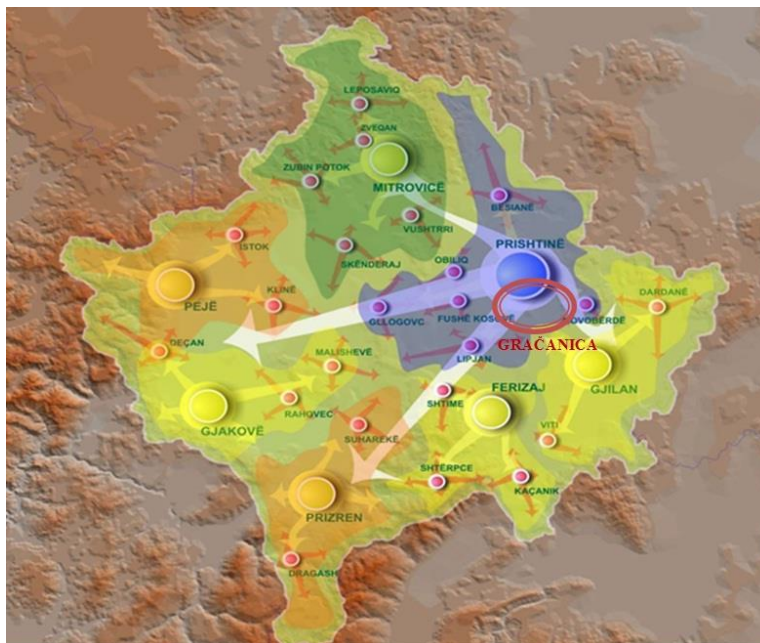 LEPOSAVIQ
ZVEQAN
ZUBIN POTOK
MITROVICË
BESIANË
VUSHTRRI
ISTOK
SKËNDERAJ
PRISHTINË
OBILIQ
PEJË
KLINË
GLLOGOVC
FUSHË KOSOVË
NOVOBËRDË
DARDANË
GRAČANICA
DEÇAN
MALISHEVË
LIPJAN
GJILAN
FERIZAJ
RAHOVEC
SHTIME
GJAKOVË
SUHAREKË
VITI
SHTËRPCE
KAÇANIK
PRIZREN
DRAGASH